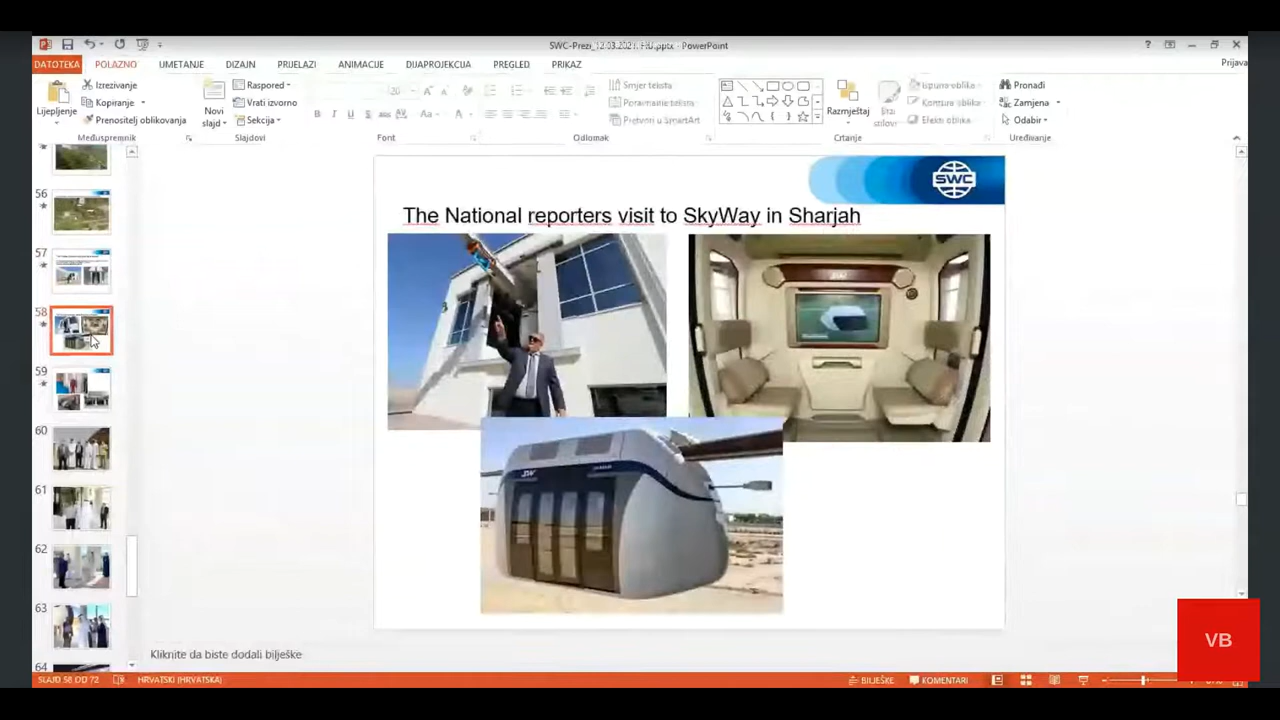 SWC-Prezi_12.03.2021. HU.pptx - PowerPoint
DATOTEKA POLAZNO UMETANJE DIZAJN PRIJELAZI ANIMACIJE DIJAPROJEKCIJA PREGLED PRIKAZ Prijava
Lijepljenje
Izrezivanje
Kopiranje
Prenositelj oblikovanja
Međuspremnik
Novi slajd
Raspored
Vrati izvorno
Sekcija
Slajdovi
Font
Smjer teksta
Poravnanje teksta
Pretvori u SmartArt
Odlomak
Razmještaj
Brzi stilovi
Ispuna oblika
Kontura oblika
Efekti oblika
Crtanje
Pronađi
Zamjena
Odabir
Uređivanje
56
57
58
59
60
61
62
63
64
SWC
The National reporters visit to SkyWay in Sharjah
Kliknite da biste dodali bilješke
VB
SLAJD 58 OD 72 HRVATSKI (HRVATSKA) BILJEŠKE KOMENTARI